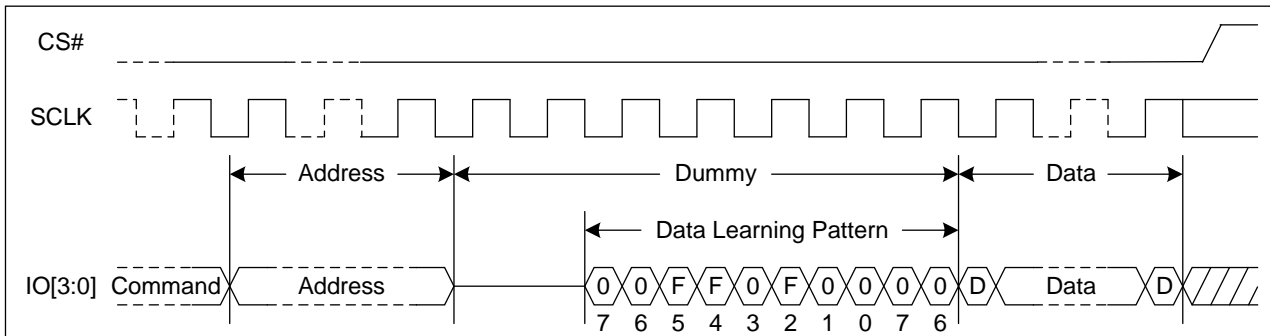 CS#
SCLK
Address Dummy Data
Data Learning Pattern
IO[3:0] Command Address 0 0 F F 0 F 0 0 0 0 D Data D
7 6 5 4 3 2 1 0 7 6